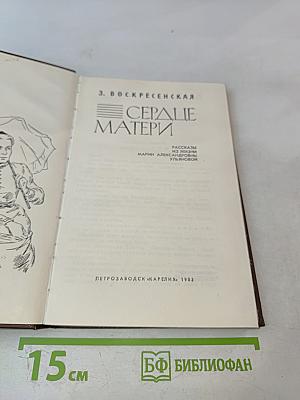 З. ВОСКРЕСЕНСКАЯ
СЕРДЦЕ
МАТЕРИ
РАССКАЗЫ
ИЗ ЖИЗНИ
МАРИИ АЛЕКСАНДРОВНЫ
УЛЬЯНОВОЙ
ПЕТРОЗАВОДСК «КАРЕЛИЯ» 1983
15 см
БФ БИБЛИОФАН